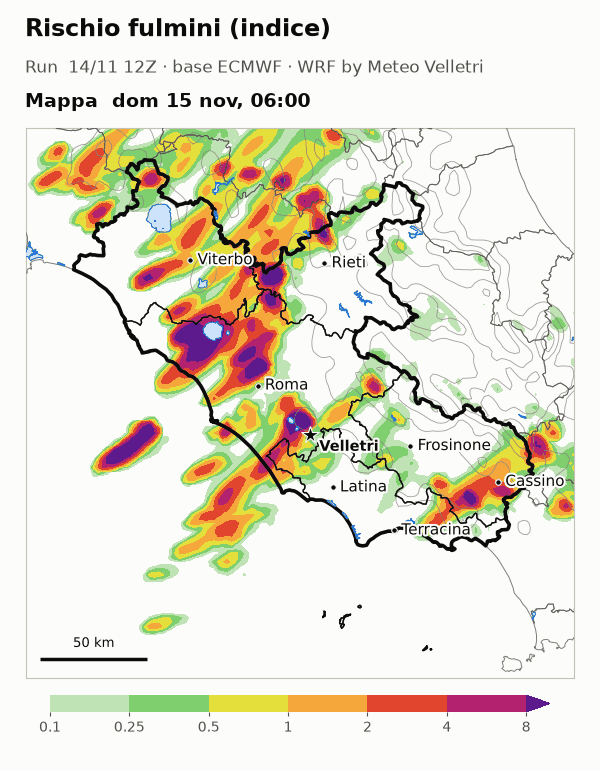 Rischio fulmini (indice)
Run 14/11 12Z · base ECMWF · WRF by Meteo Velletri
Mappa dom 15 nov, 06:00
Viterbo
Rieti
Roma
Velletri
Frosinone
Cassino
Latina
Terracina
50 km
0.1 0.25 0.5 1 2 4 8